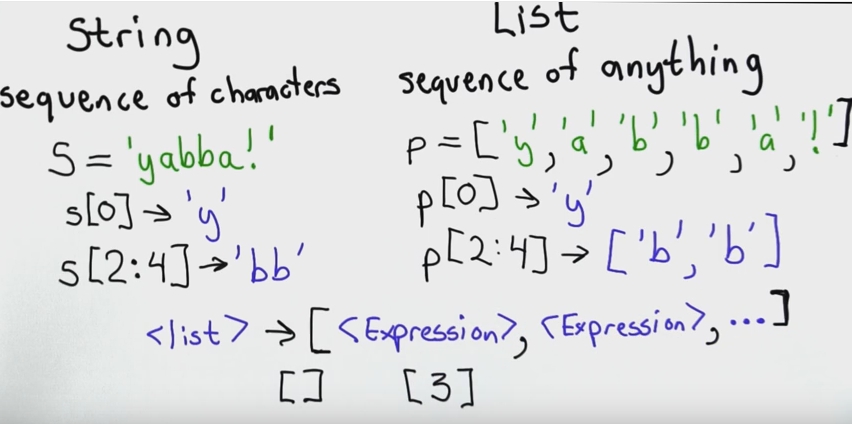 String
sequence of characters
S = 'yabba!'
s[0] → 'y'
s[2:4] → 'bb'
List
sequence of anything
p = ['y', 'a', 'b', 'b', 'a', '!']
p[0] → 'y'
p[2:4] → ['b', 'b']
<list> → [<Expression>, <Expression>, ...]
[] [3]